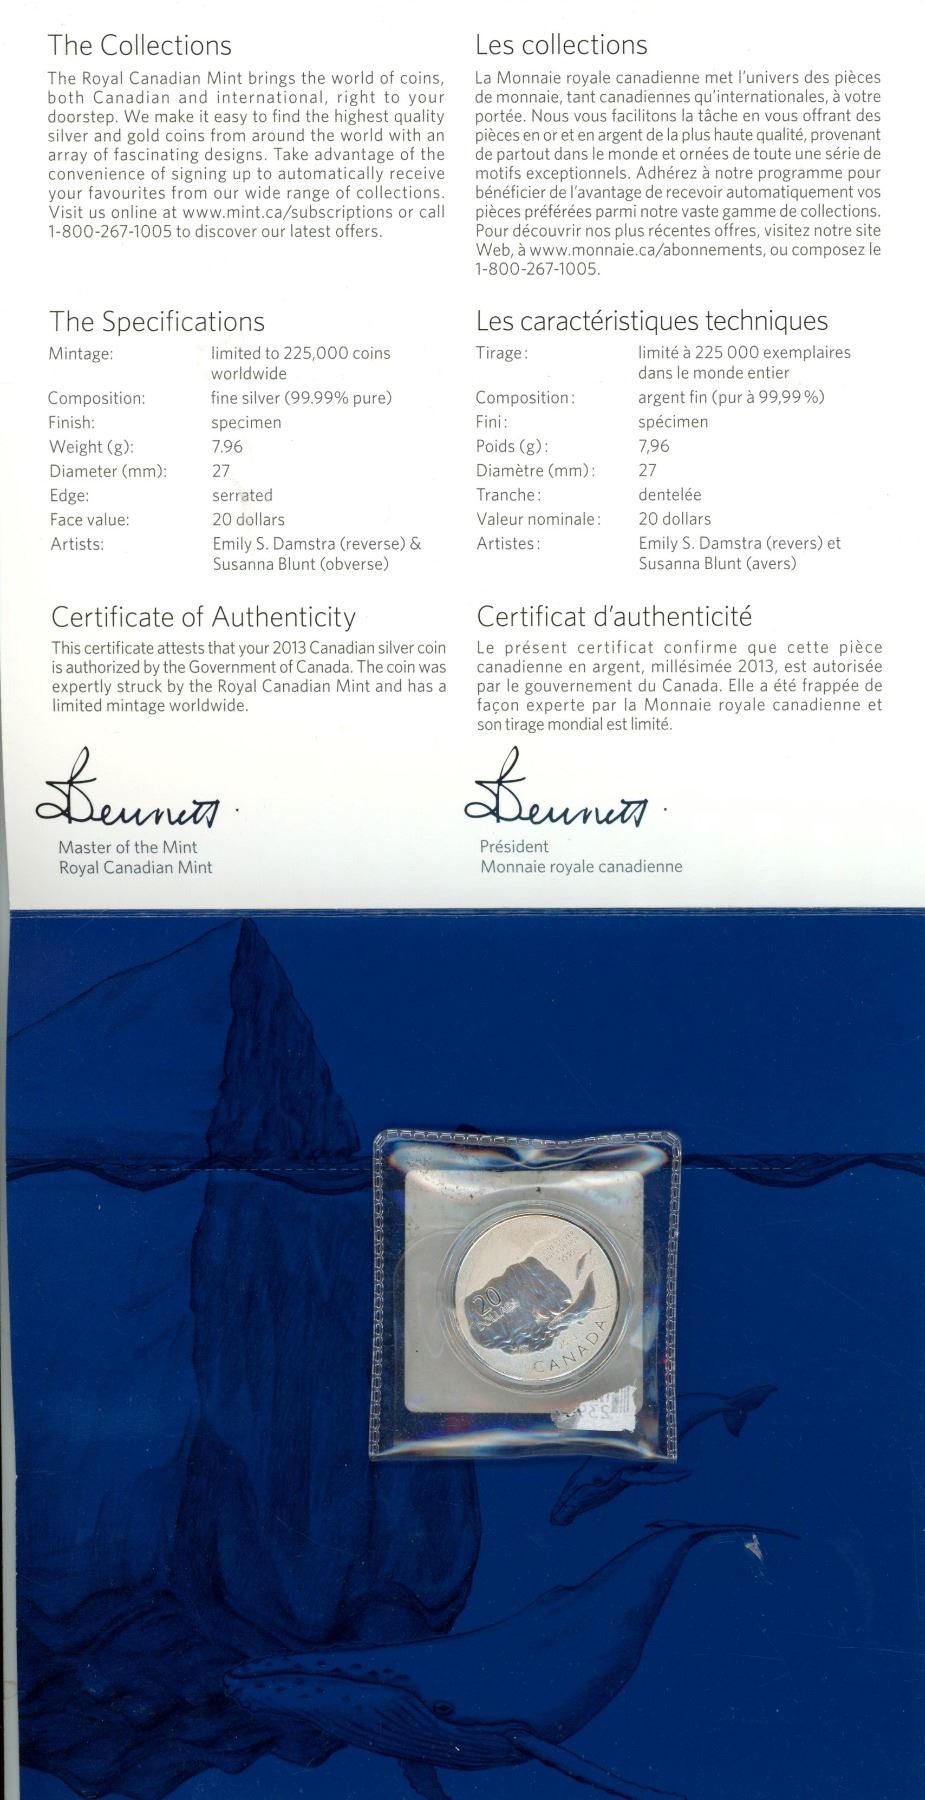 The Collections
The Royal Canadian Mint brings the world of coins,
both Canadian and international, right to your
doorstep. We make it easy to find the highest quality
silver and gold coins from around the world with an
array of fascinating designs. Take advantage of the
convenience of signing up to automatically receive
your favourites from our wide range of collections.
Visit us online at www.mint.ca/subscriptions or call
1-800-267-1005 to discover our latest offers.
The Specifications
Mintage: limited to 225,000 coins
worldwide
Composition: fine silver (99.99% pure)
Finish: specimen
Weight (g): 7.96
Diameter (mm): 27
Edge: serrated
Face value: 20 dollars
Artists: Emily S. Damstra (reverse) &
Susanna Blunt (obverse)
Certificate of Authenticity
This certificate attests that your 2013 Canadian silver coin
is authorized by the Government of Canada. The coin was
expertly struck by the Royal Canadian Mint and has a
limited mintage worldwide.
Bennett
Master of the Mint
Royal Canadian Mint
Les collections
La Monnaie royale canadienne met l'univers des pièces
de monnaie, tant canadiennes qu'internationales, à votre
portée. Nous vous facilitons la tâche en vous offrant des
pièces en or et en argent de la plus haute qualité, provenant
de partout dans le monde et ornées de toute une série de
motifs exceptionnels. Adhérez à notre programme pour
bénéficier de l'avantage de recevoir automatiquement vos
pièces préférées parmi notre vaste gamme de collections.
Pour découvrir nos plus récentes offres, visitez notre site
Web, à www.monnaie.ca/abonnements, ou composez le
1-800-267-1005.
Les caractéristiques techniques
Tirage : limité à 225 000 exemplaires
dans le monde entier
Composition : argent fin (pur à 99,99 %)
Fini : spécimen
Poids (g) : 7,96
Diamètre (mm) : 27
Tranche : dentelée
Valeur nominale : 20 dollars
Artistes : Emily S. Damstra (revers) et
Susanna Blunt (avers)
Certificat d'authenticité
Le présent certificat confirme que cette pièce
canadienne en argent, millésimée 2013, est autorisée
par le gouvernement du Canada. Elle a été frappée de
façon experte par la Monnaie royale canadienne et
son tirage mondial est limité.
Bennett
Président
Monnaie royale canadienne
20
DOLLARS
CANADA